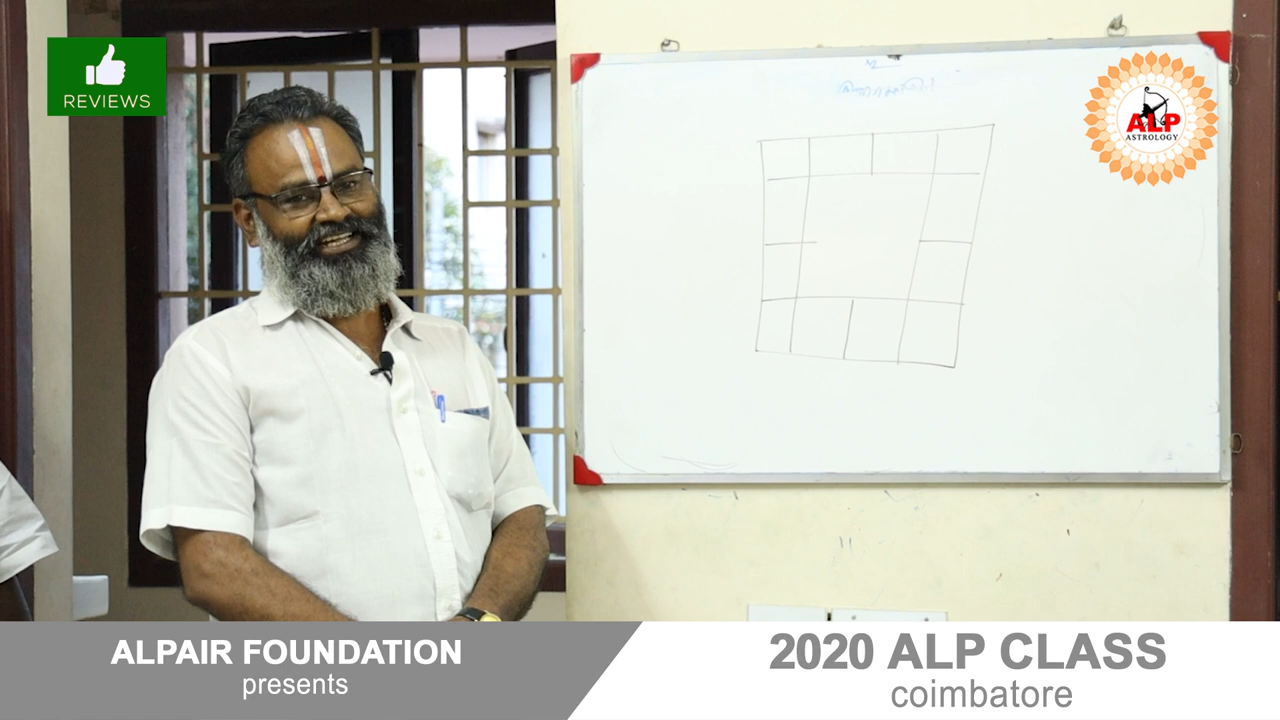 REVIEWS
ALP
ASTROLOGY
ALPAIR FOUNDATION
presents
2020 ALP CLASS
coimbatore